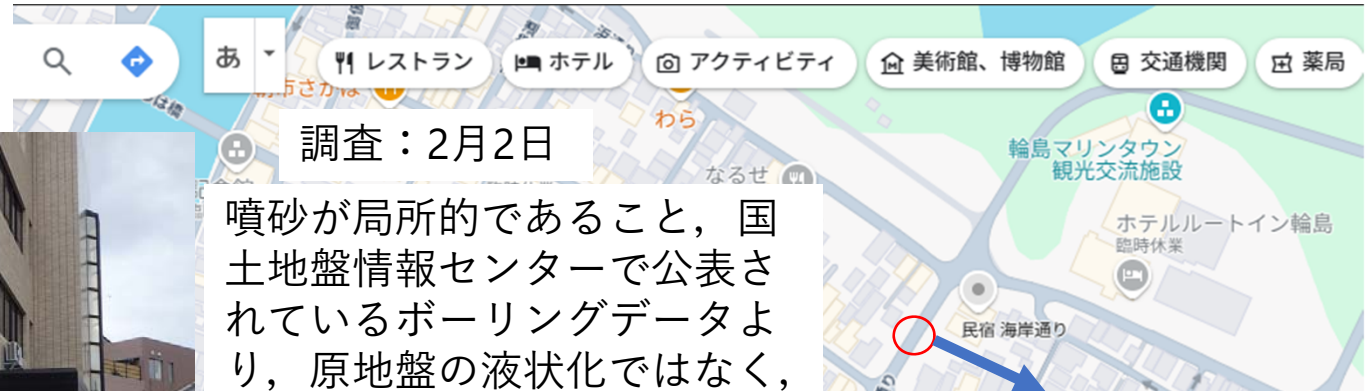 あ
レストラン
ホテル
アクティビティ
美術館、博物館
交通機関
薬局
わら
調査：2月2日
輪島マリンタウン
観光交流施設
なるせ
噴砂が局所的であること，国
土地盤情報センターで公表さ
れているボーリングデータよ
り，原地盤の液状化ではなく，
ホテルルートイン輪島
臨時休業
民宿 海岸通り